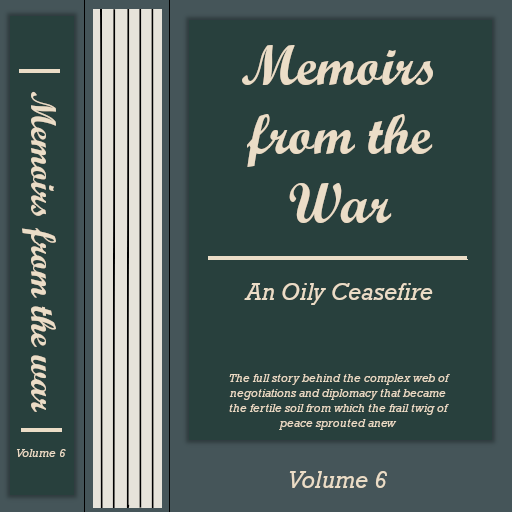 Memoirs from the war
Volume 6
Memoirs
from the
War
An Oily Ceasefire
The full story behind the complex web of
negotiations and diplomacy that became
the fertile soil from which the frail twig of
peace sprouted anew
Volume 6